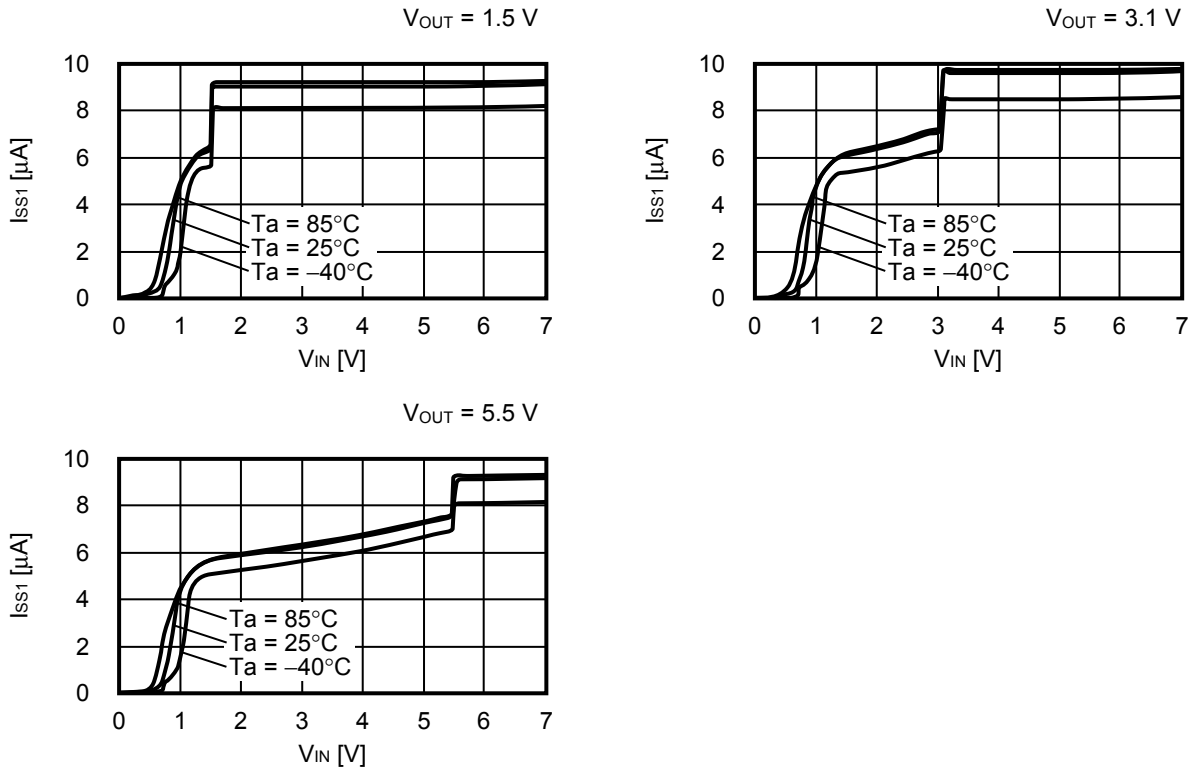 V_OUT = 1.5 V
10
8
6
4
2
0
ISS1 [μA]
Ta = 85°C
Ta = 25°C
Ta = −40°C
0 1 2 3 4 5 6 7
VIN [V]
V_OUT = 3.1 V
10
8
6
4
2
0
ISS1 [μA]
Ta = 85°C
Ta = 25°C
Ta = −40°C
0 1 2 3 4 5 6 7
VIN [V]
V_OUT = 5.5 V
10
8
6
4
2
0
ISS1 [μA]
Ta = 85°C
Ta = 25°C
Ta = −40°C
0 1 2 3 4 5 6 7
VIN [V]